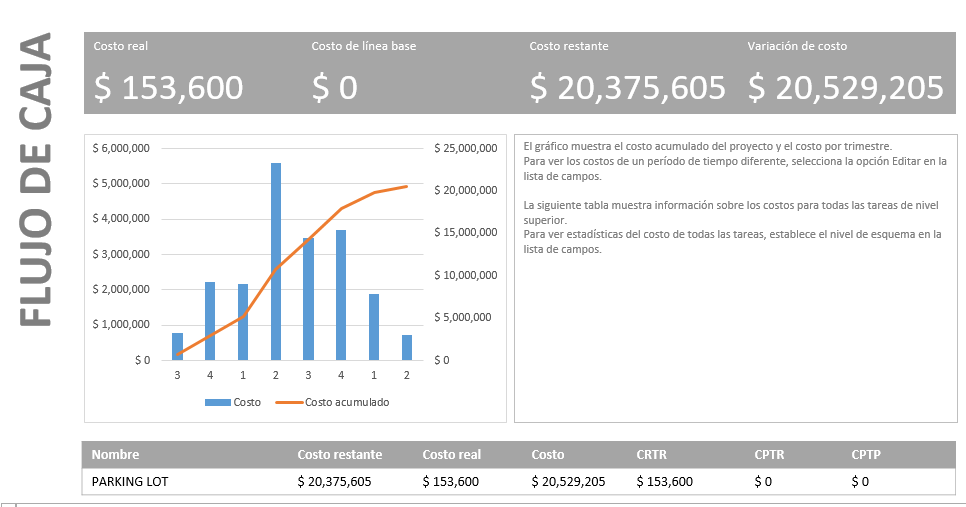 FLUJO DE CAJA
Costo real Costo de línea base Costo restante Variación de costo
$ 153,600 $ 0 $ 20,375,605 $ 20,529,205
$ 6,000,000
$ 5,000,000
$ 4,000,000
$ 3,000,000
$ 2,000,000
$ 1,000,000
$ 0
$ 25,000,000
$ 20,000,000
$ 15,000,000
$ 10,000,000
$ 5,000,000
$ 0
3 4 1 2 3 4 1 2
Costo Costo acumulado
El gráfico muestra el costo acumulado del proyecto y el costo por trimestre.
Para ver los costos de un período de tiempo diferente, selecciona la opción Editar en la
lista de campos.
La siguiente tabla muestra información sobre los costos para todas las tareas de nivel
superior.
Para ver estadísticas del costo de todas las tareas, establece el nivel de esquema en la
lista de campos.
Nombre Costo restante Costo real Costo CRTR CPTR CPTP
PARKING LOT $ 20,375,605 $ 153,600 $ 20,529,205 $ 153,600 $ 0 $ 0